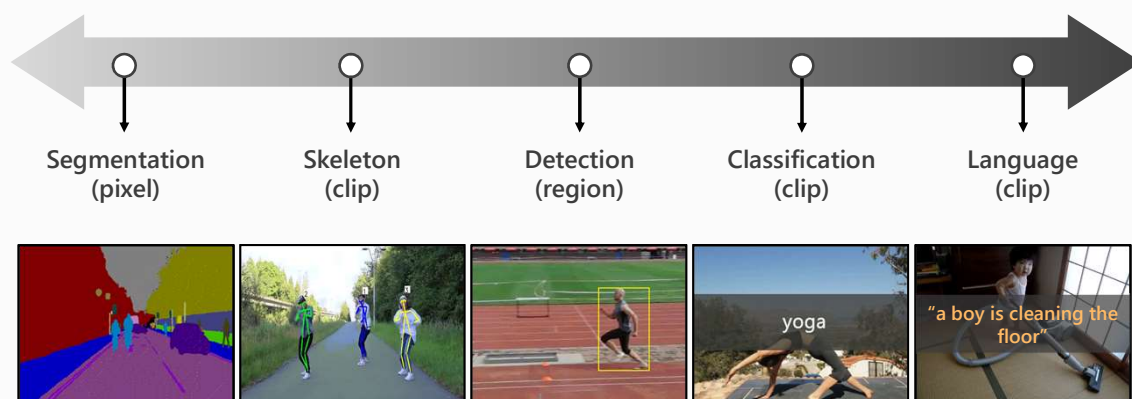 Segmentation
(pixel)
Skeleton
(clip)
Detection
(region)
Classification
(clip)
Language
(clip)
yoga
“a boy is cleaning the
floor”